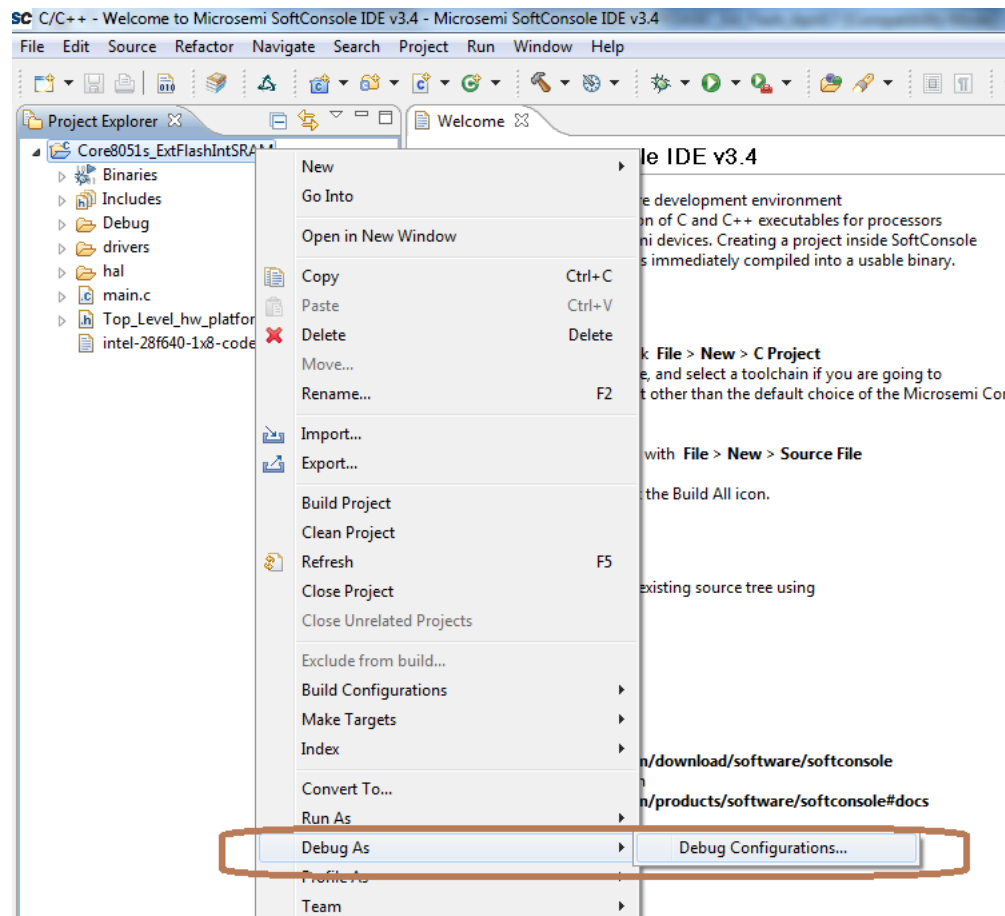 SC C/C++ - Welcome to Microsemi SoftConsole IDE v3.4 - Microsemi SoftConsole IDE v3.4
File Edit Source Refactor Navigate Search Project Run Window Help
Project Explorer
Welcome
Core8051s_ExtFlashIntSRAM
Binaries
Includes
Debug
drivers
hal
main.c
Top_Level_hw_platfor
intel-28f640-1x8-code
New
Go Into
Open in New Window
Copy Ctrl+C
Paste Ctrl+V
Delete Delete
Move...
Rename... F2
Import...
Export...
Build Project
Clean Project
Refresh F5
Close Project
Close Unrelated Projects
Exclude from build...
Build Configurations
Make Targets
Index
Convert To...
Run As
Debug As
Debug Configurations...
Profile As
Team
le IDE v3.4
e development environment
on of C and C++ executables for processors
ni devices. Creating a project inside SoftConsole
s immediately compiled into a usable binary.
k File > New > C Project
e, and select a toolchain if you are going to
t other than the default choice of the Microsemi Cor
with File > New > Source File
the Build All icon.
existing source tree using
n/download/software/softconsole
n/products/software/softconsole#docs